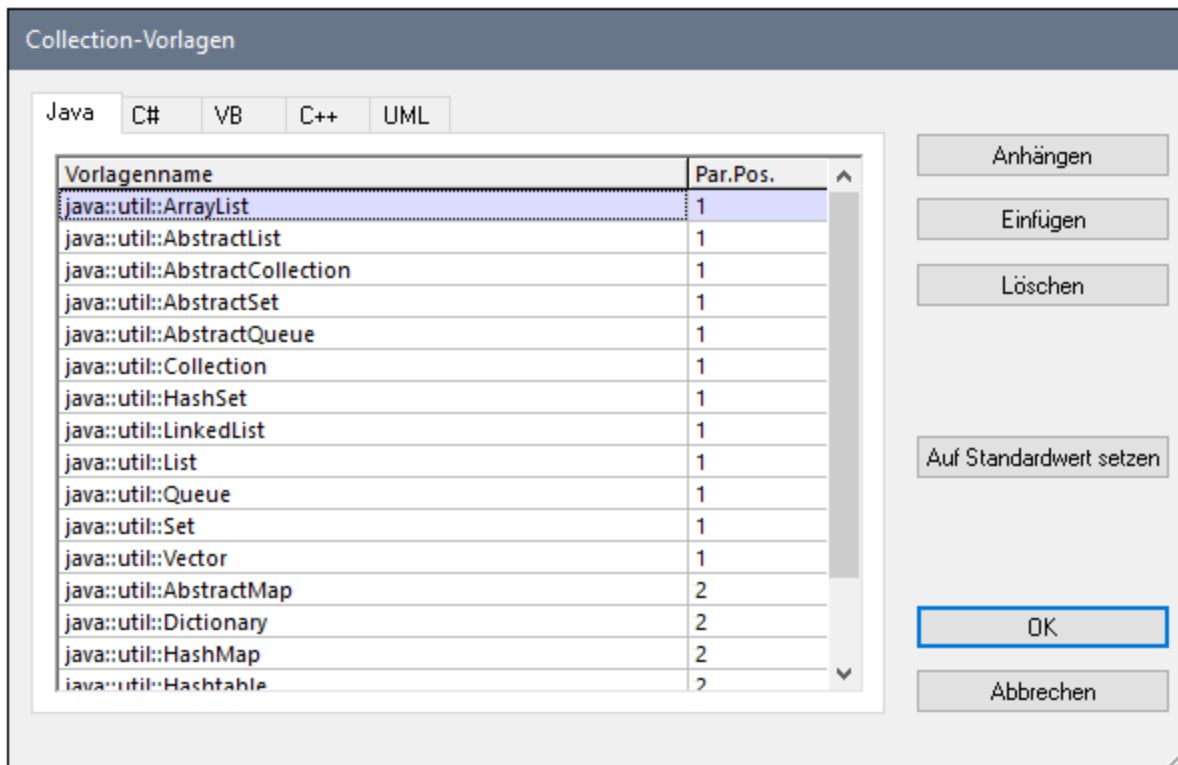 Collection-Vorlagen
Java C# VB C++ UML
Vorlagenname Par.Pos.
java::util::ArrayList 1
java::util::AbstractList 1
java::util::AbstractCollection 1
java::util::AbstractSet 1
java::util::AbstractQueue 1
java::util::Collection 1
java::util::HashSet 1
java::util::LinkedList 1
java::util::List 1
java::util::Queue 1
java::util::Set 1
java::util::Vector 1
java::util::AbstractMap 2
java::util::Dictionary 2
java::util::HashMap 2
java::util::Hashtable 2
Anhängen
Einfügen
Löschen
Auf Standardwert setzen
OK
Abbrechen